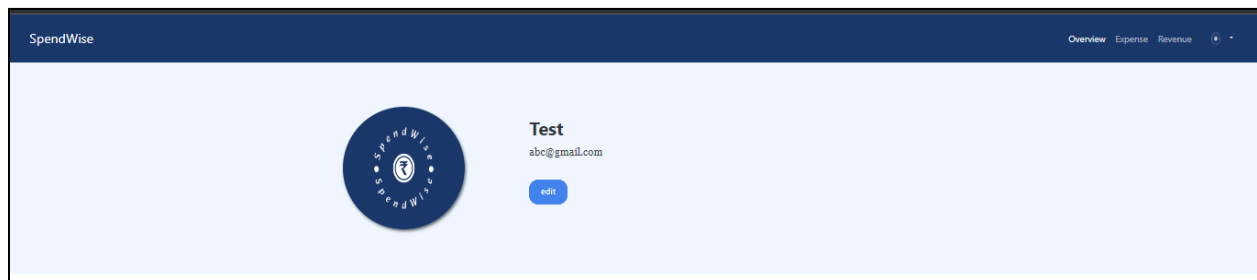 SpendWise
Overview Expense Revenue
SpendWise • SpendWise •
₹
Test
abc@gmail.com
edit